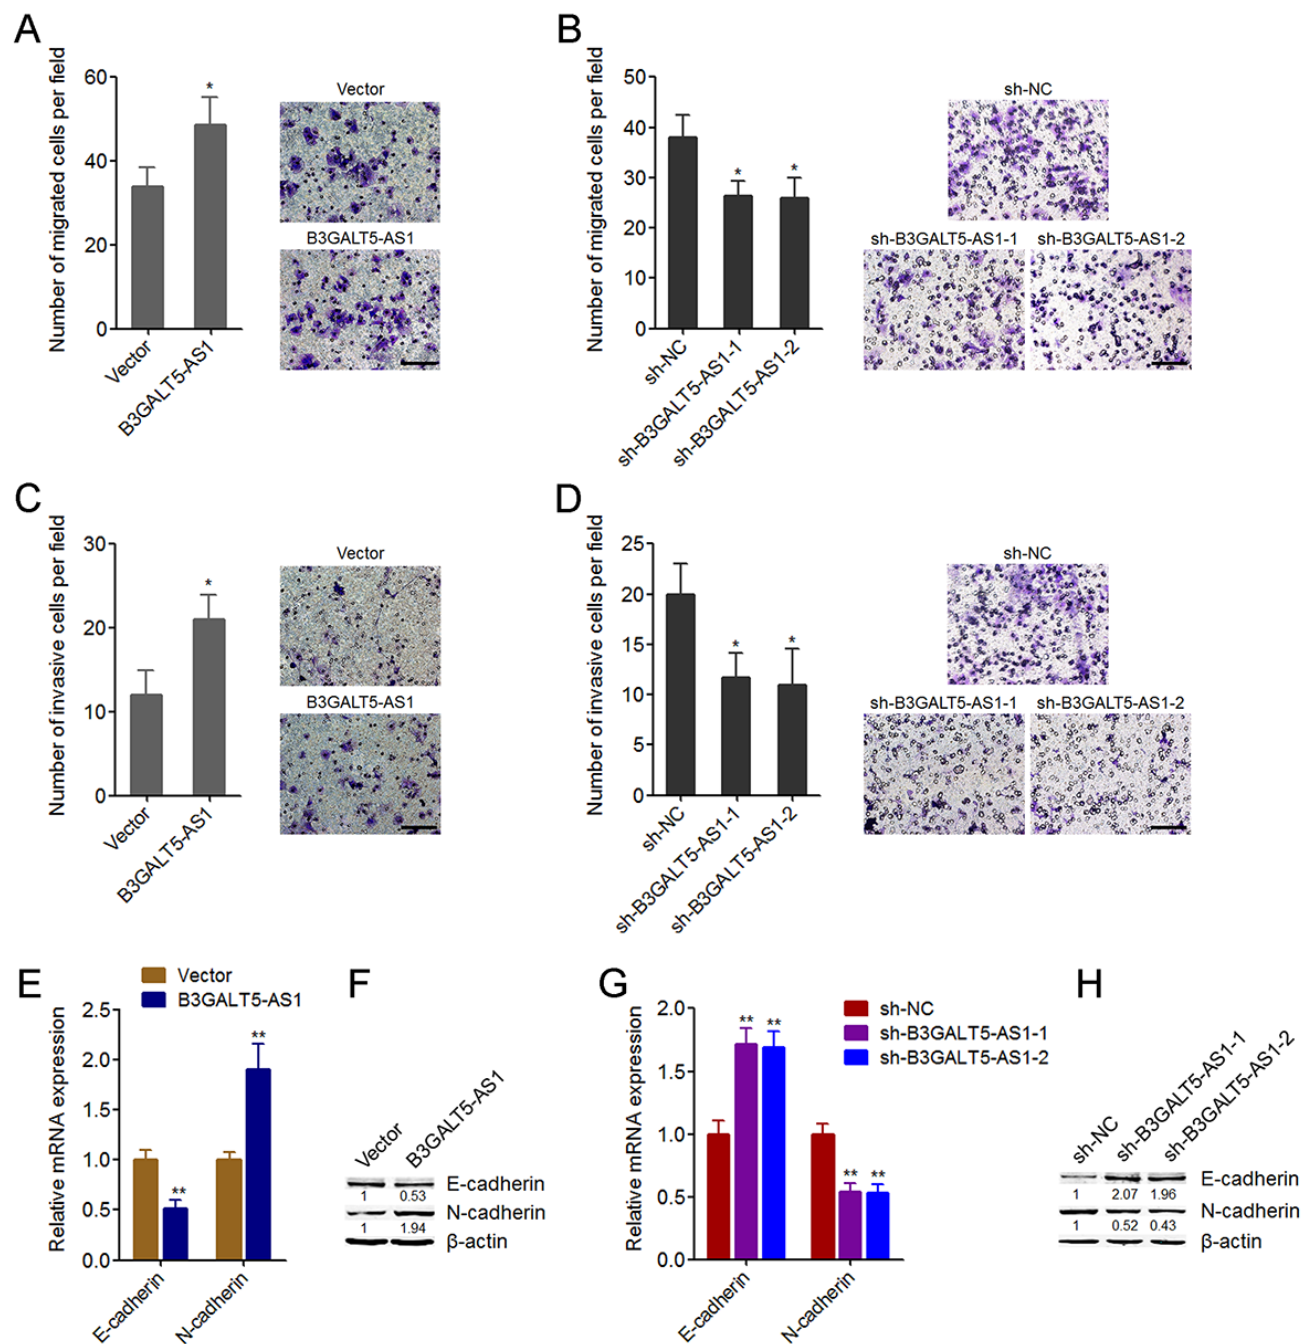 A
Number of migrated cells per field
60
40
20
0
*
Vector
B3GALT5-AS1
Vector
B3GALT5-AS1
B
Number of migrated cells per field
50
40
30
20
10
0
*
*
sh-NC
sh-B3GALT5-AS1-1
sh-B3GALT5-AS1-2
sh-NC
sh-B3GALT5-AS1-1
sh-B3GALT5-AS1-2
C
Number of invasive cells per field
30
20
10
0
*
Vector
B3GALT5-AS1
Vector
B3GALT5-AS1
D
Number of invasive cells per field
25
20
15
10
5
0
*
*
sh-NC
sh-B3GALT5-AS1-1
sh-B3GALT5-AS1-2
sh-NC
sh-B3GALT5-AS1-1
sh-B3GALT5-AS1-2
E
Vector
B3GALT5-AS1
Relative mRNA expression
2.5
2.0
1.5
1.0
0.5
0.0
**
**
E-cadherin
N-cadherin
F
Vector
B3GALT5-AS1
E-cadherin
1 0.53
N-cadherin
1 1.94
β-actin
G
sh-NC
sh-B3GALT5-AS1-1
sh-B3GALT5-AS1-2
Relative mRNA expression
2.0
1.5
1.0
0.5
0.0
** **
** **
E-cadherin
N-cadherin
H
sh-NC
sh-B3GALT5-AS1-1
sh-B3GALT5-AS1-2
E-cadherin
1 2.07 1.96
N-cadherin
1 0.52 0.43
β-actin